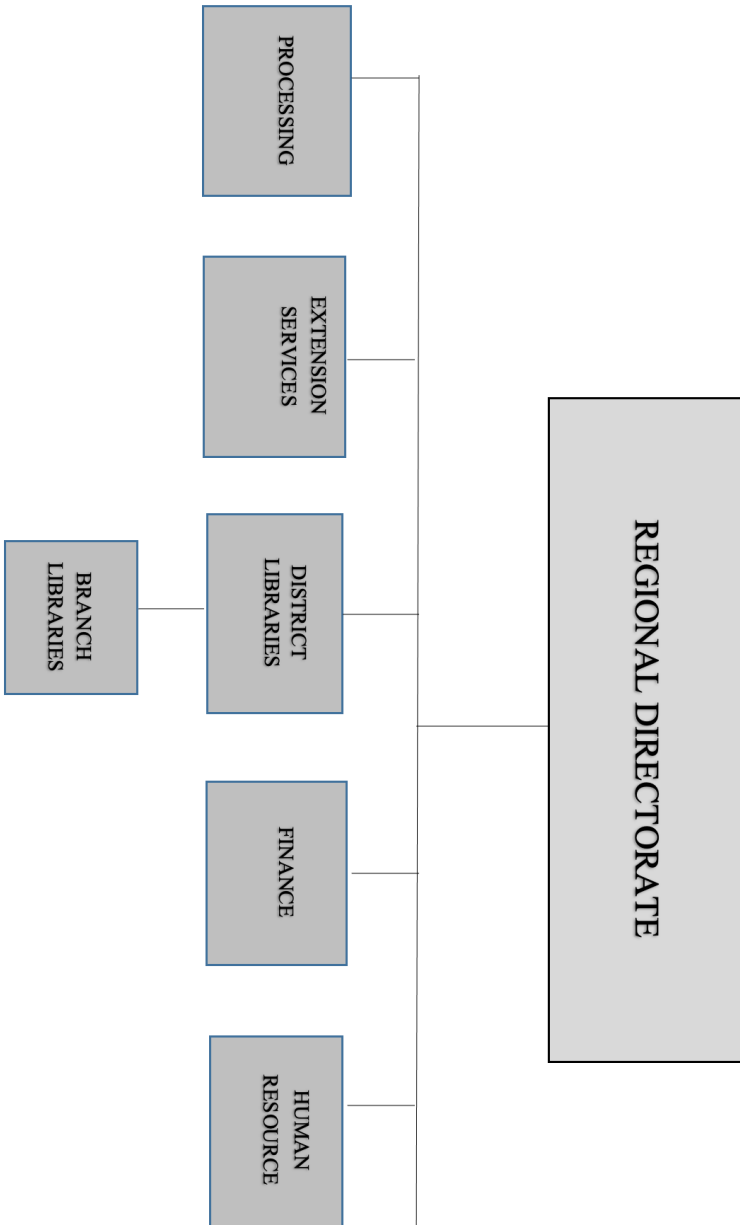 REGIONAL DIRECTORATE
PROCESSING
EXTENSION
SERVICES
DISTRICT
LIBRARIES
FINANCE
HUMAN
RESOURCE
BRANCH
LIBRARIES